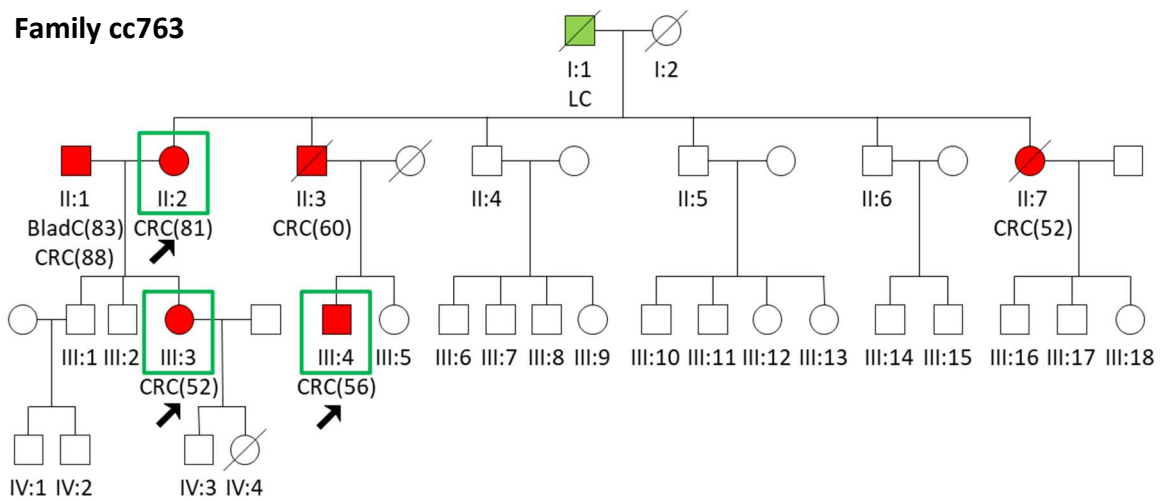 Family cc763
I:1 I:2
LC
II:1 II:2 II:3 II:4 II:5 II:6 II:7
BladC(83) CRC(81) CRC(60) CRC(52)
CRC(88)
III:1 III:2 III:3 III:4 III:5 III:6 III:7 III:8 III:9 III:10 III:11 III:12 III:13 III:14 III:15 III:16 III:17 III:18
CRC(52) CRC(56)
IV:1 IV:2 IV:3 IV:4